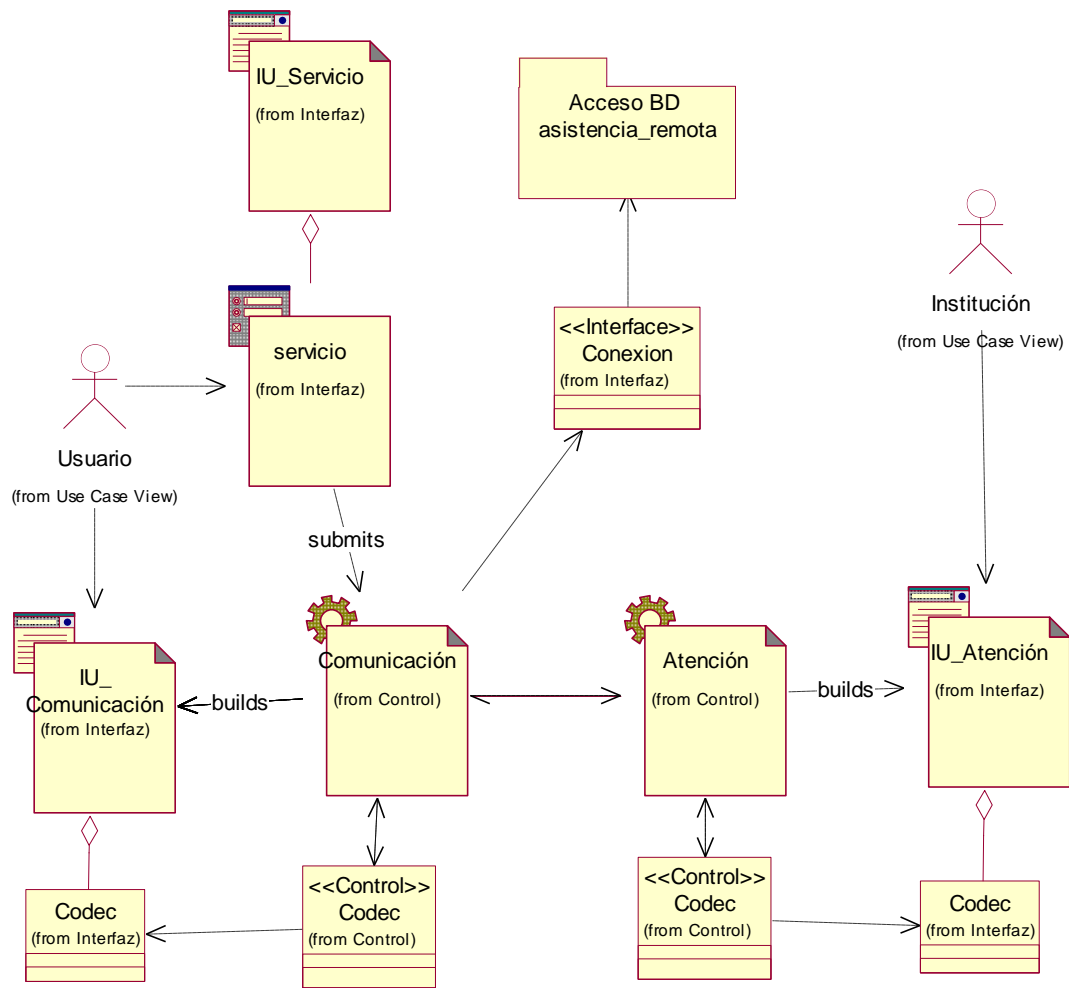 IU_Servicio
(from Interfaz)
Acceso BD
asistencia_remota
Institución
(from Use Case View)
<<Interface>>
Conexion
(from Interfaz)
servicio
(from Interfaz)
Usuario
(from Use Case View)
submits
IU_
Comunicación
(from Interfaz)
builds
Comunicación
(from Control)
Atención
(from Control)
builds
IU_Atención
(from Interfaz)
Codec
(from Interfaz)
<<Control>>
Codec
(from Control)
<<Control>>
Codec
(from Control)
Codec
(from Interfaz)